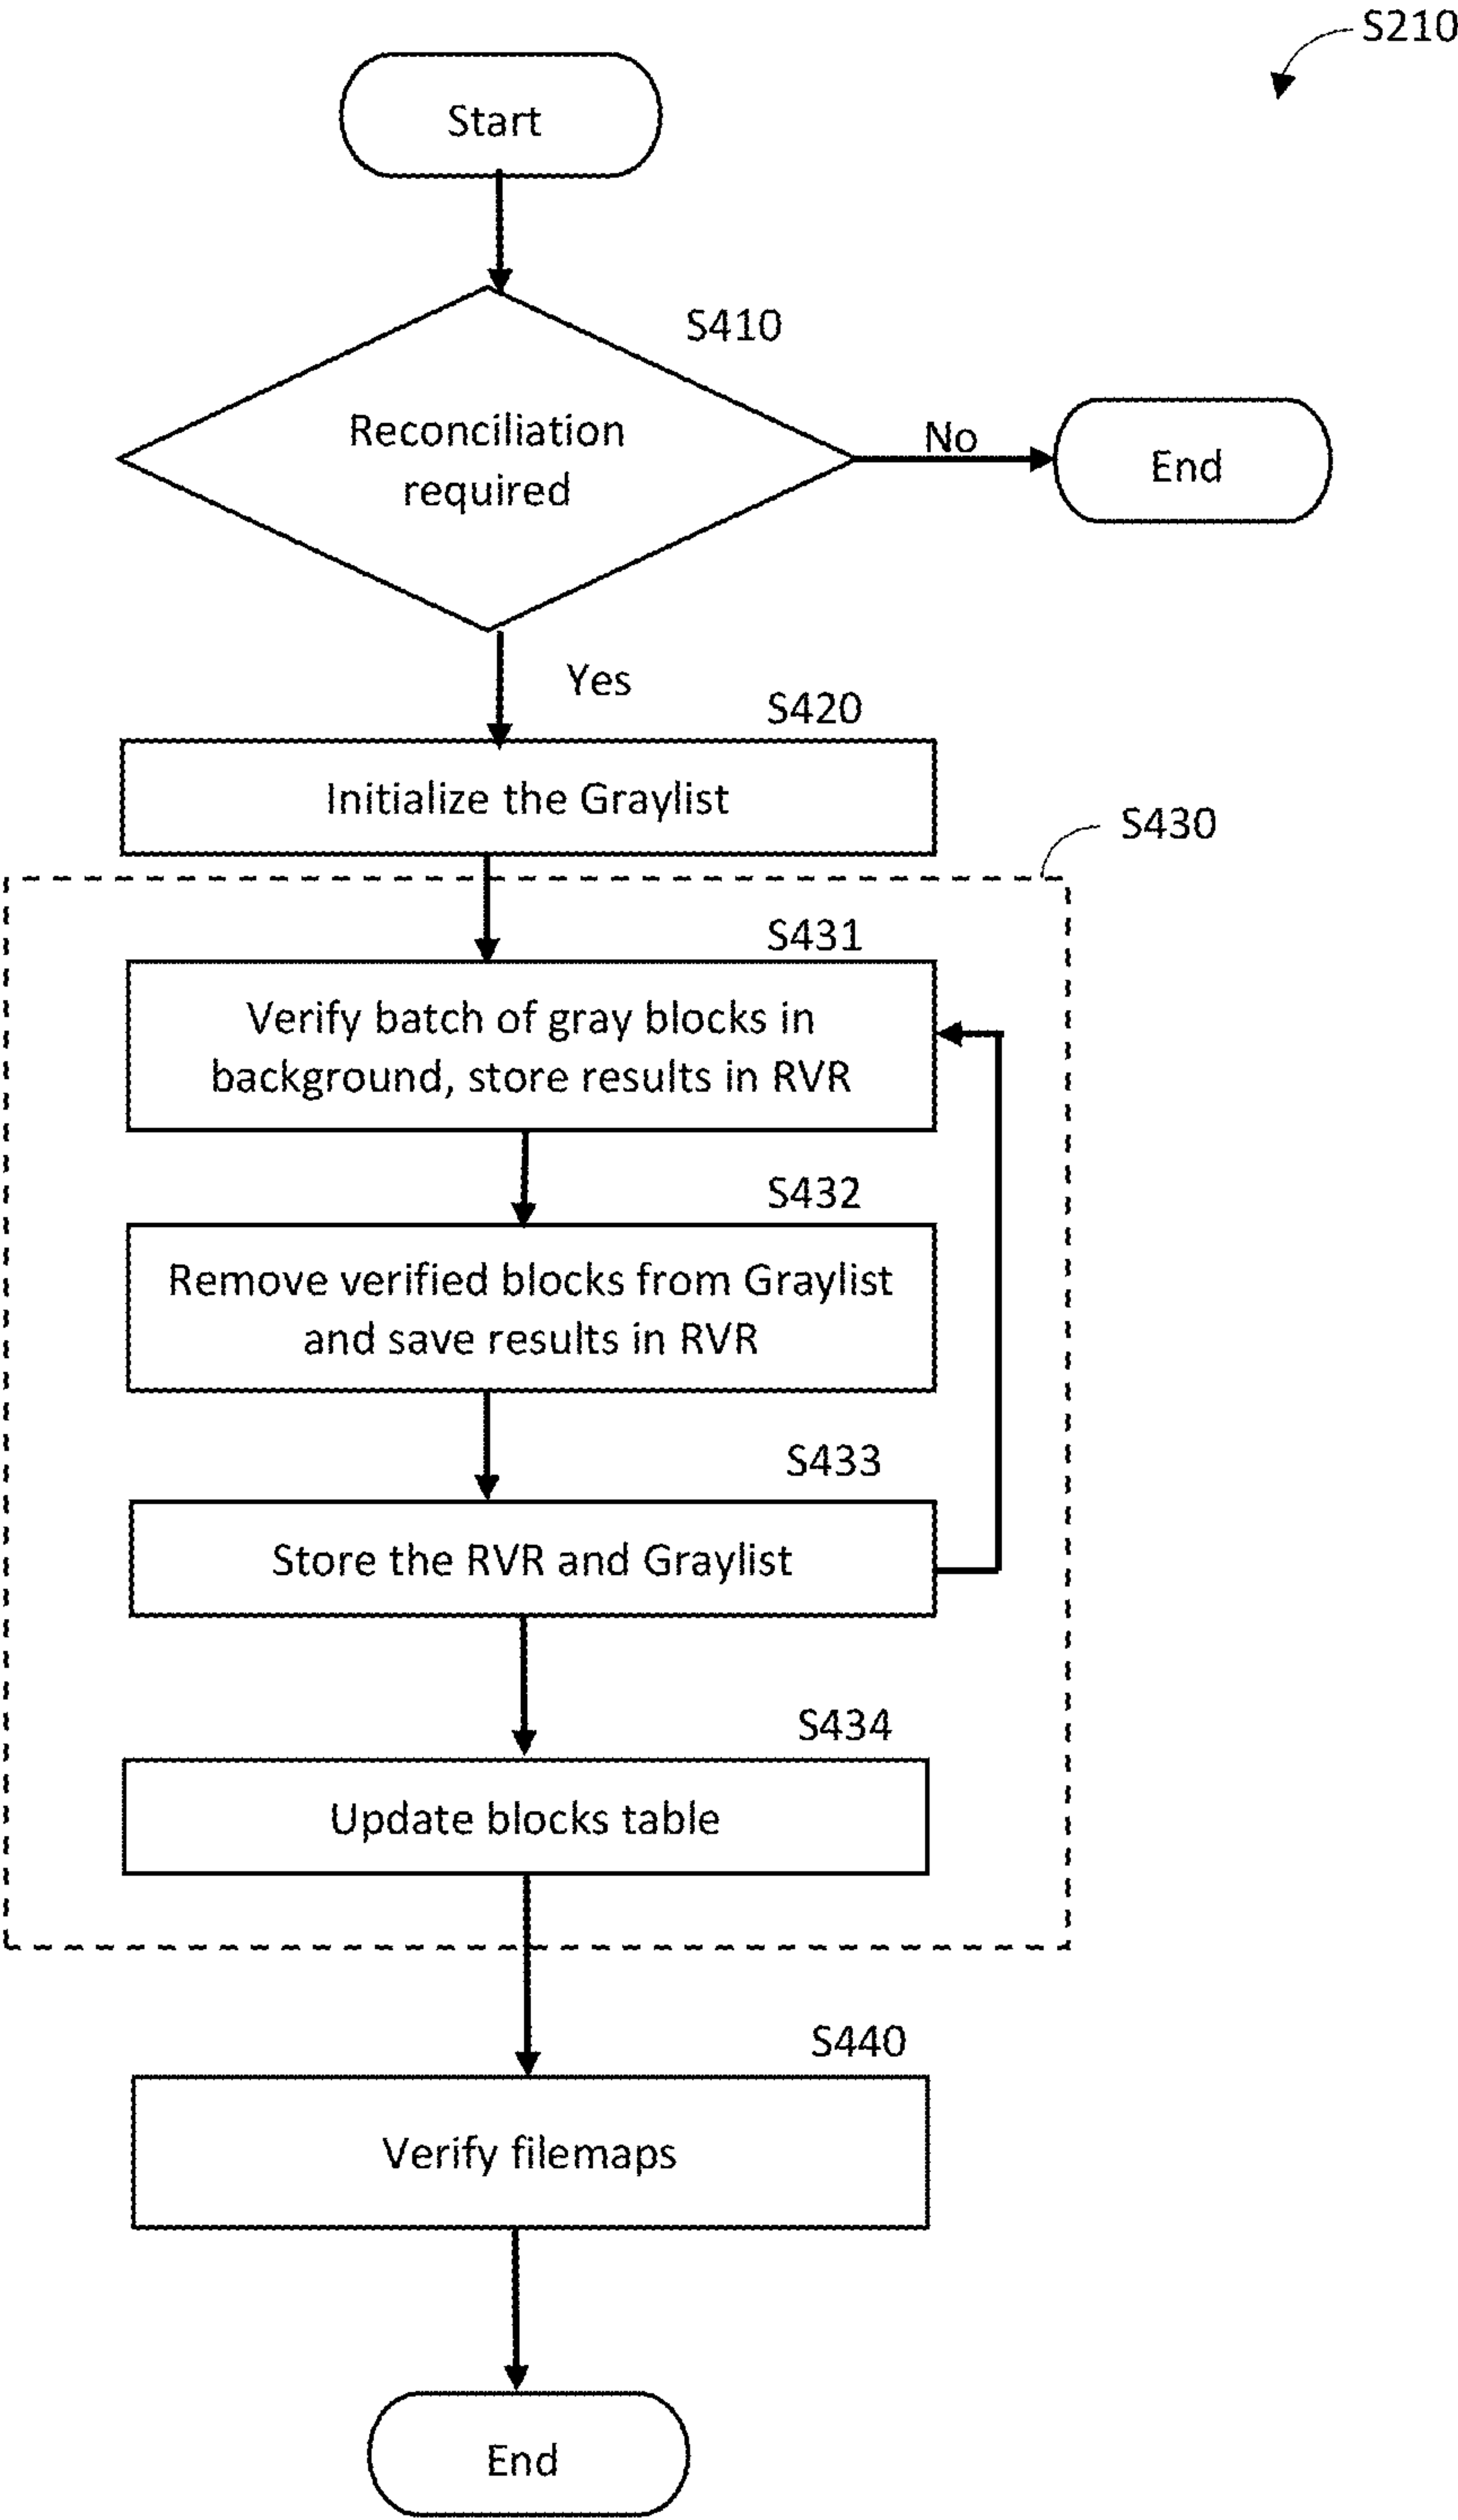 S210
Start
S410
Reconciliation
required
No
End
Yes
S420
Initialize the Graylist
S430
S431
Verify batch of gray blocks in
background, store results in RVR
S432
Remove verified blocks from Graylist
and save results in RVR
S433
Store the RVR and Graylist
S434
Update blocks table
S440
Verify filemaps
End